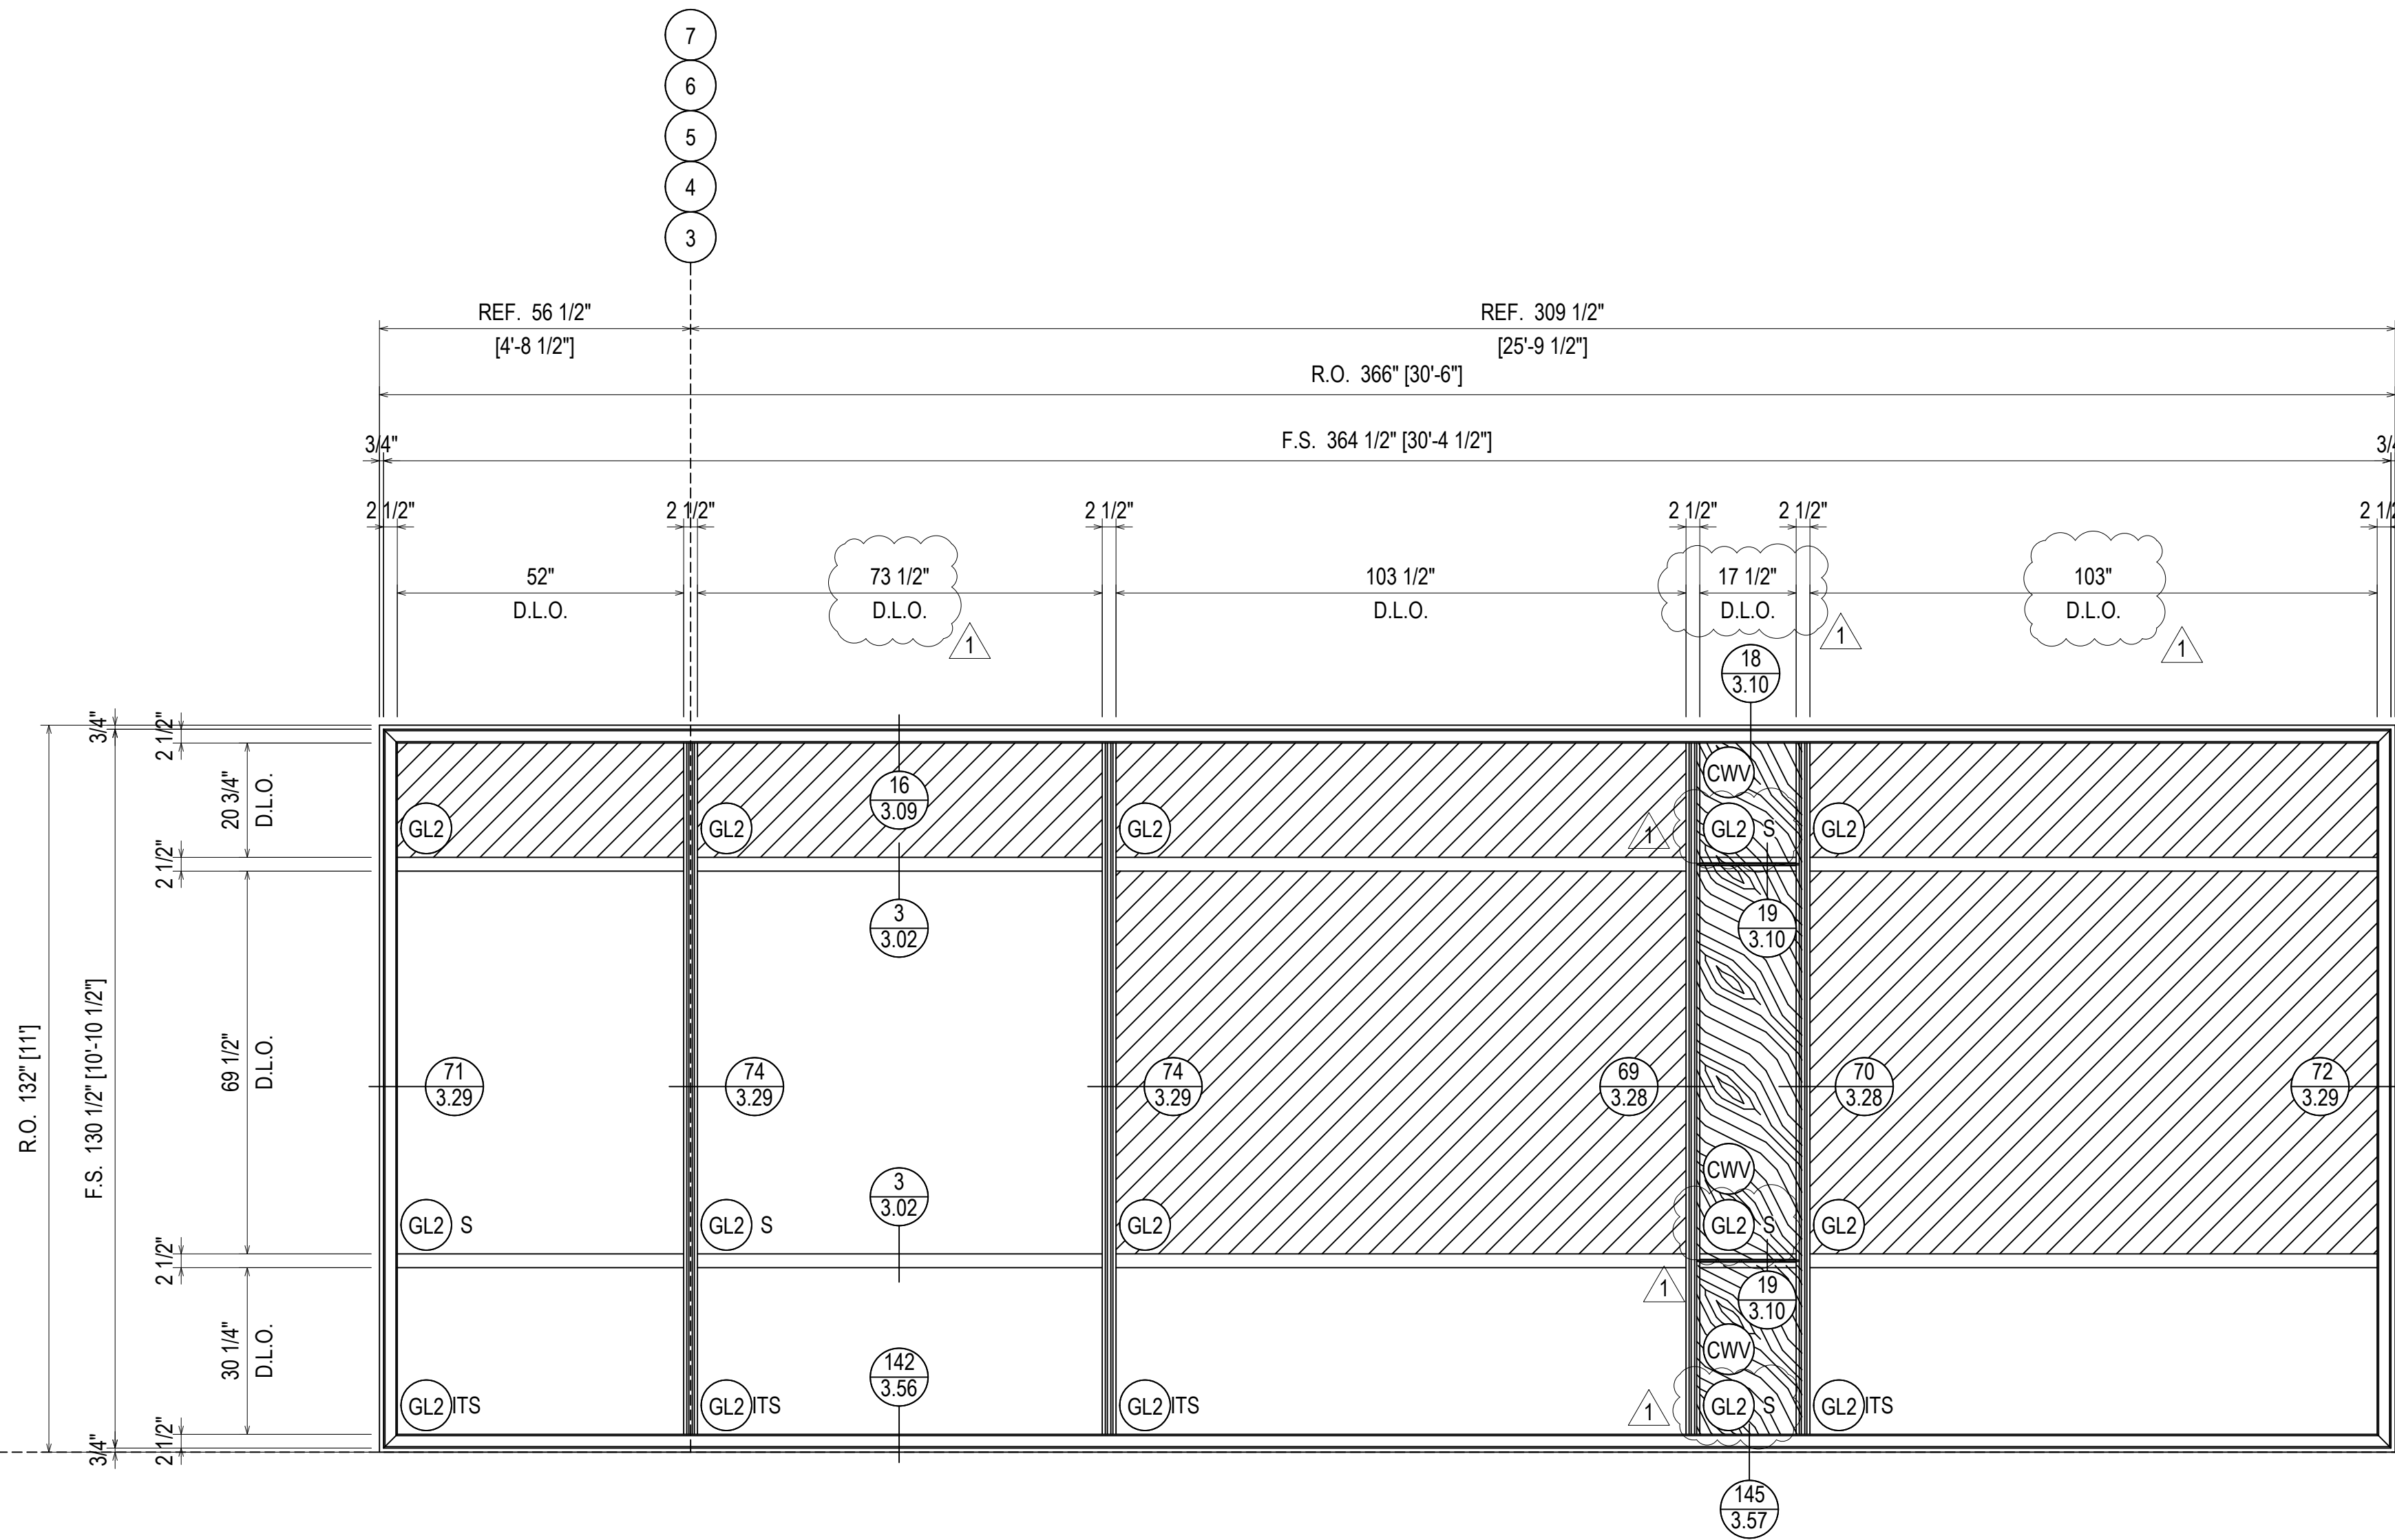 7
6
5
4
3
REF. 56 1/2"
[4'-8 1/2"]
REF. 309 1/2"
[25'-9 1/2"]
R.O. 366" [30'-6"]
3/4"
F.S. 364 1/2" [30'-4 1/2"]
2 1/2"
2 1/2"
2 1/2"
2 1/2"
2 1/2"
52"
D.L.O.
73 1/2"
D.L.O.
1
103 1/2"
D.L.O.
17 1/2"
D.L.O.
1
103"
D.L.O.
1
18
3.10
R.O. 132" [11']
3/4"
F.S. 130 1/2" [10'-10 1/2"]
3/4"
2 1/2"
2 1/2"
2 1/2"
2 1/2"
20 3/4"
D.L.O.
69 1/2"
D.L.O.
30 1/4"
D.L.O.
16
3.09
CWV
GL2
GL2
GL2
1
GL2 S
GL2
3
3.02
19
3.10
71
3.29
74
3.29
74
3.29
69
3.28
70
3.28
72
3.29
3
3.02
CWV
GL2 S
GL2 S
GL2
GL2 S
GL2
1
19
3.10
142
3.56
CWV
GL2 ITS
GL2 ITS
GL2 ITS
1
GL2 S
GL2 ITS
145
3.57